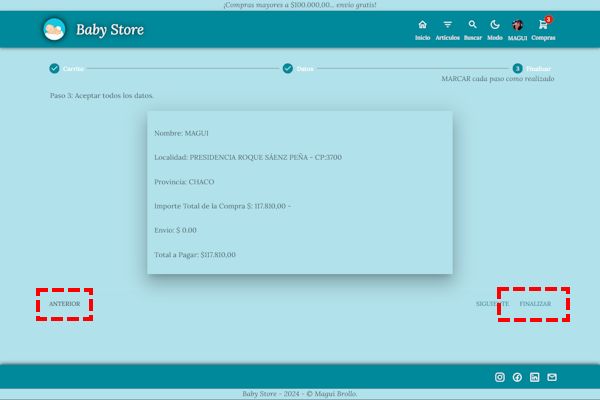 ¡Compras mayores a $100.000,00... envío gratis!
Baby Store
Inicio Artículos Buscar Modo MAGUI Compras
3
Carrito Datos 3 Finalizar
MARCAR cada paso como realizado
Paso 3: Aceptar todos los datos.
Nombre: MAGUI
Localidad: PRESIDENCIA ROQUE SÁENZ PEÑA - CP:3700
Provincia: CHACO
Importe Total de la Compra $: 117.810,00 -
Envio: $ 0.00
Total a Pagar: $117.810,00
ANTERIOR SIGUIENTE FINALIZAR
Baby Store - 2024 - © Magui Brollo.